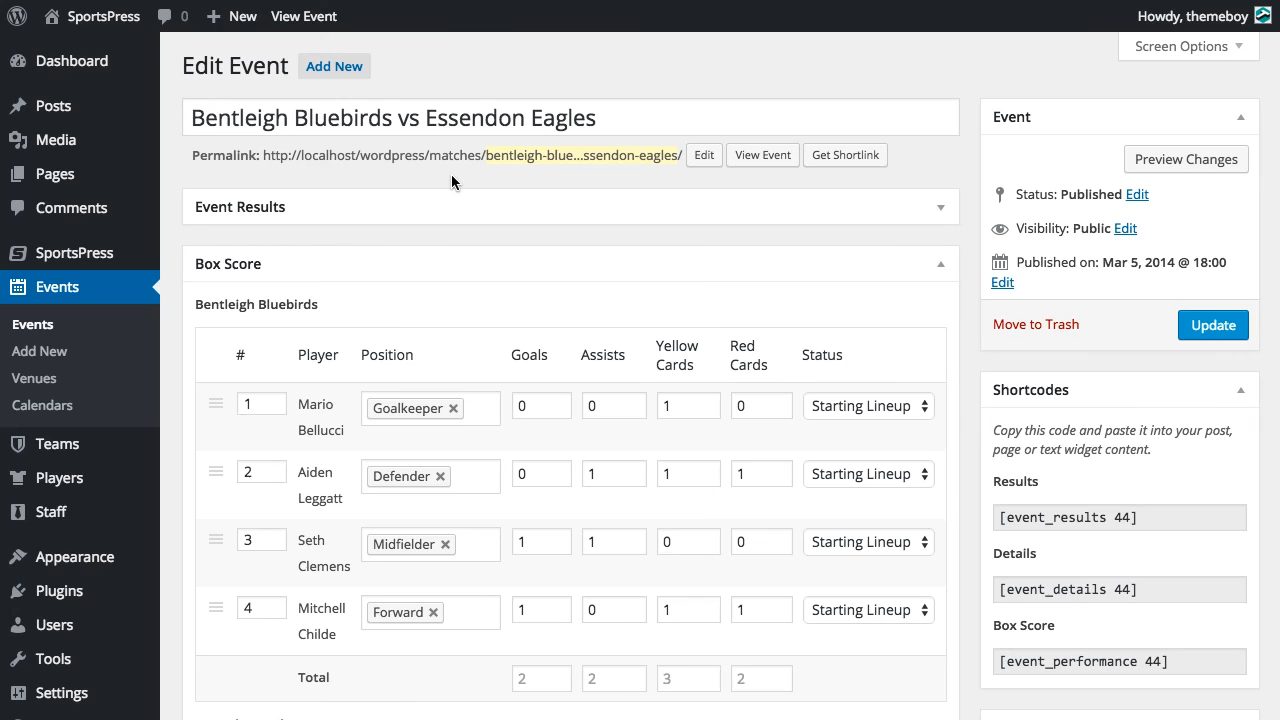 SportsPress 0 New View Event Howdy, themeboy
Screen Options
Dashboard
Posts
Media
Pages
Comments
SportsPress
Events
Events
Add New
Venues
Calendars
Teams
Players
Staff
Appearance
Plugins
Users
Tools
Settings
Edit Event Add New
Bentleigh Bluebirds vs Essendon Eagles
Permalink: http://localhost/wordpress/matches/bentleigh-blue...ssendon-eagles/ Edit View Event Get Shortlink
Event Results
Box Score
Bentleigh Bluebirds
# Player Position Goals Assists Yellow Cards Red Cards Status
1 Mario Bellucci Goalkeeper 0 0 1 0 Starting Lineup
2 Aiden Leggatt Defender 0 1 1 1 Starting Lineup
3 Seth Clemens Midfielder 1 1 0 0 Starting Lineup
4 Mitchell Childe Forward 1 0 1 1 Starting Lineup
Total 2 2 3 2
Event
Preview Changes
Status: Published Edit
Visibility: Public Edit
Published on: Mar 5, 2014 @ 18:00
Edit
Move to Trash Update
Shortcodes
Copy this code and paste it into your post,
page or text widget content.
Results
[event_results 44]
Details
[event_details 44]
Box Score
[event_performance 44]